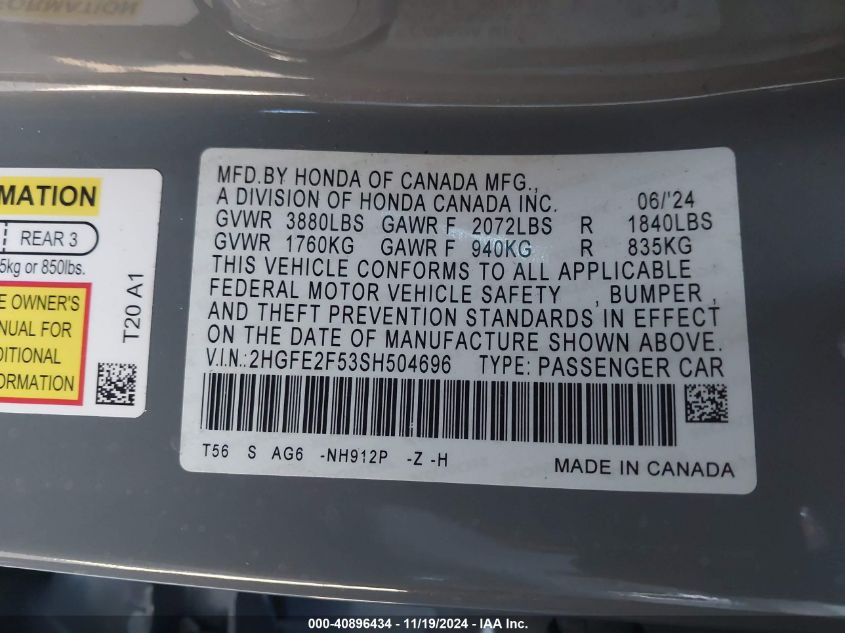 MATION
REAR 3
5kg or 850lbs.
E OWNER'S
NUAL FOR
DITIONAL
ORMATION
T20 A1
MFD.BY HONDA OF CANADA MFG.,
A DIVISION OF HONDA CANADA INC. 06/'24
GVWR 3880LBS GAWR F 2072LBS R 1840LBS
GVWR 1760KG GAWR F 940KG R 835KG
THIS VEHICLE CONFORMS TO ALL APPLICABLE
FEDERAL MOTOR VEHICLE SAFETY , BUMPER ,
AND THEFT PREVENTION STANDARDS IN EFFECT
ON THE DATE OF MANUFACTURE SHOWN ABOVE.
V.I.N.:2HGFE2F53SH504696 TYPE: PASSENGER CAR
T56 S AG6 -NH912P -Z -H
MADE IN CANADA
000-40896434 - 11/19/2024 - IAA Inc.